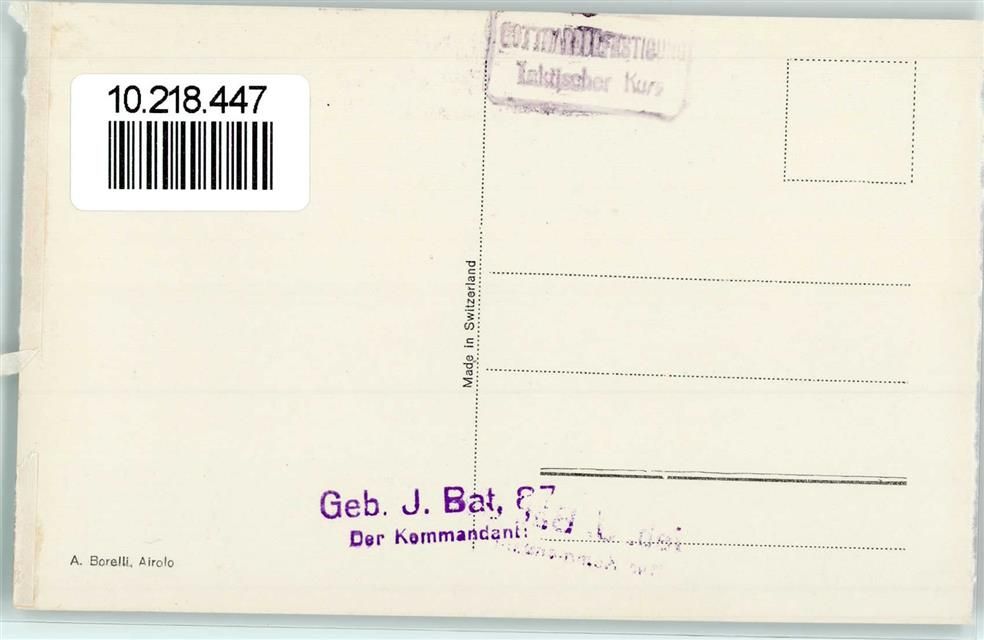 10.218.447
Taktischer Kurs
Made in Switzerland
Geb. J. Bat. 87
Der Kommandant:
A. Borelli, Airolo